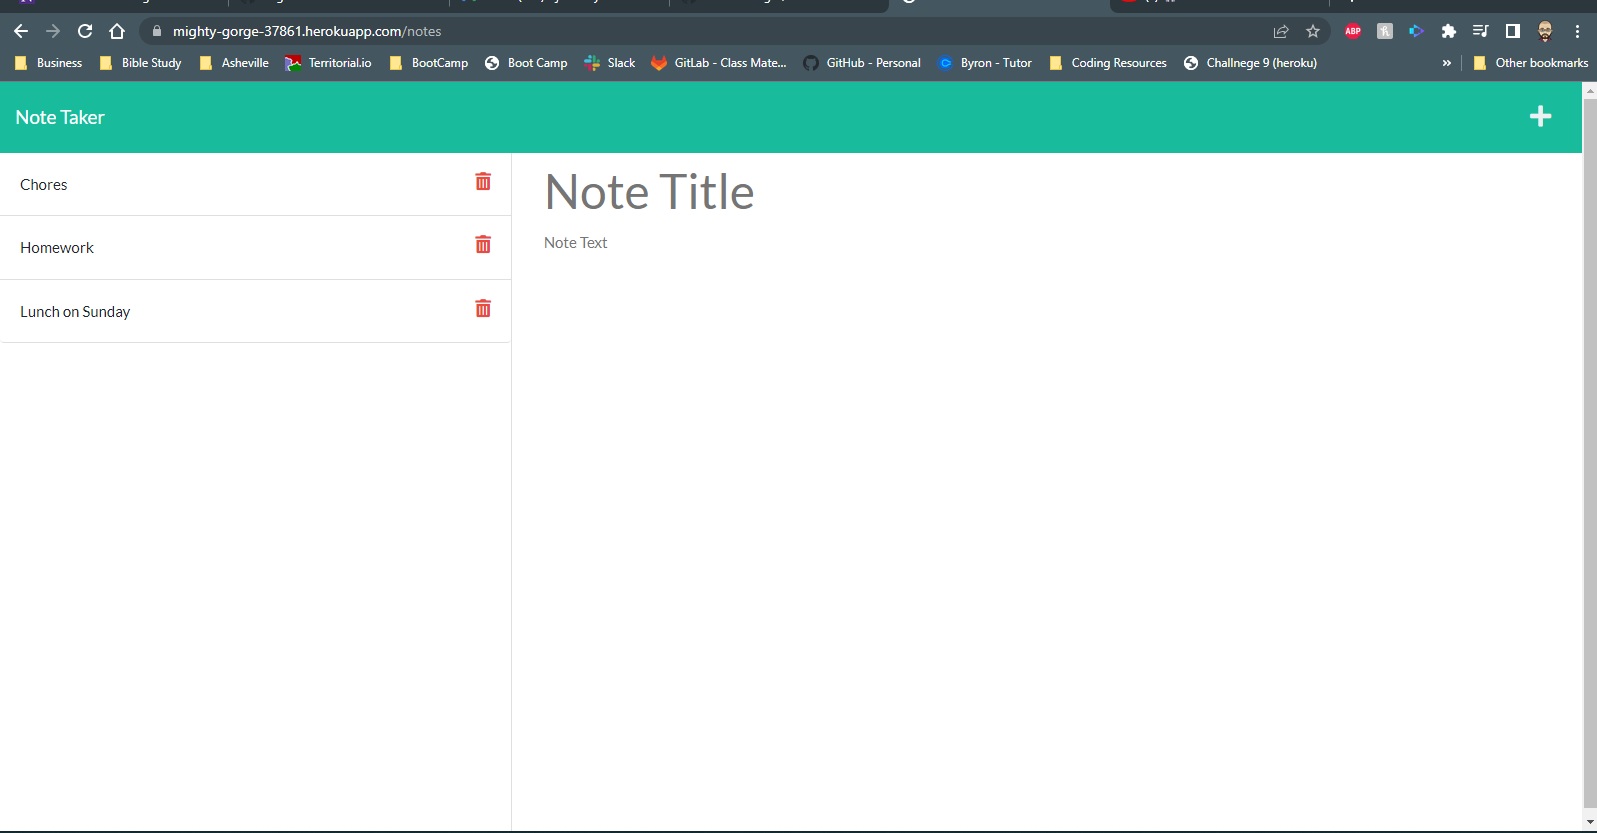 mighty-gorge-37861.herokuapp.com/notes
ABP
Business Bible Study Asheville Territorial.io BootCamp Boot Camp Slack GitLab - Class Mate... GitHub - Personal Byron - Tutor Coding Resources Challnege 9 (heroku) » Other bookmarks
Note Taker
Chores
Homework
Lunch on Sunday
Note Title
Note Text